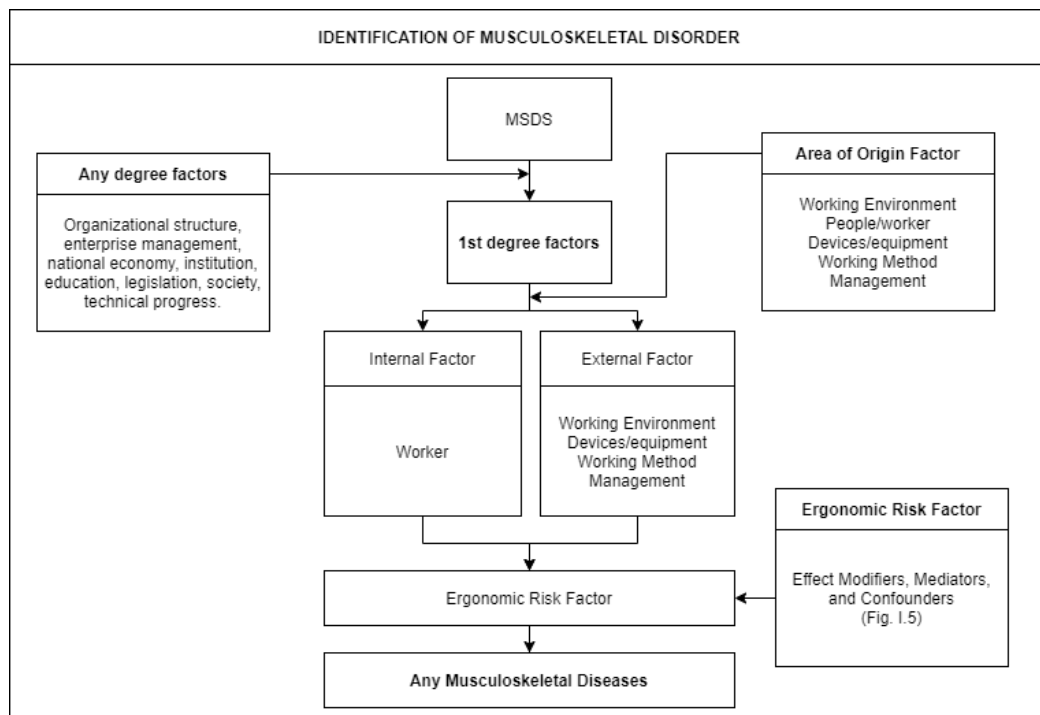 IDENTIFICATION OF MUSCULOSKELETAL DISORDER
MSDS
Any degree factors
Organizational structure,
enterprise management,
national economy, institution,
education, legislation, society,
technical progress.
Area of Origin Factor
Working Environment
People/worker
Devices/equipment
Working Method
Management
1st degree factors
Internal Factor
Worker
External Factor
Working Environment
Devices/equipment
Working Method
Management
Ergonomic Risk Factor
Effect Modifiers, Mediators,
and Confounders
(Fig. I.5)
Ergonomic Risk Factor
Any Musculoskeletal Diseases